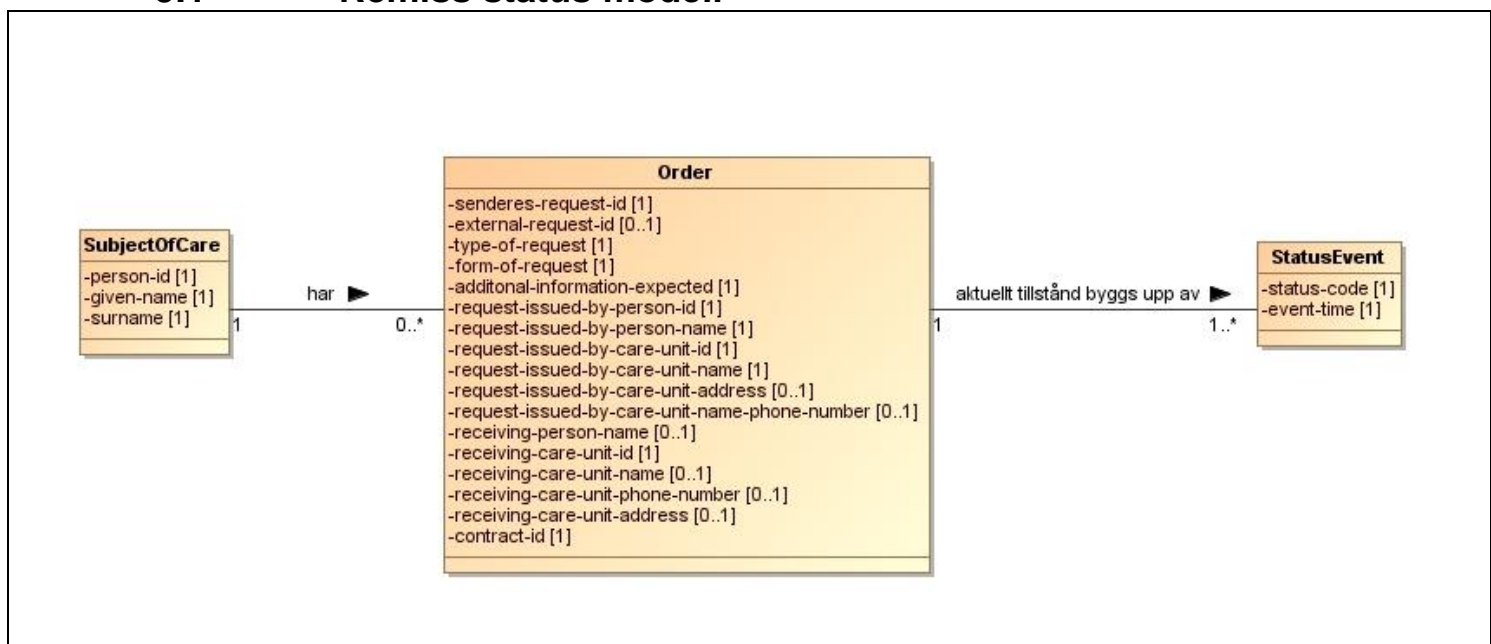 Remiss status modell
SubjectOfCare
-person-id [1]
-given-name [1]
-surname [1]
har
1
0..*
Order
-senderes-request-id [1]
-external-request-id [0..1]
-type-of-request [1]
-form-of-request [1]
-additonal-information-expected [1]
-request-issued-by-person-id [1]
-request-issued-by-person-name [1]
-request-issued-by-care-unit-id [1]
-request-issued-by-care-unit-name [1]
-request-issued-by-care-unit-address [0..1]
-request-issued-by-care-unit-name-phone-number [0..1]
-receiving-person-name [0..1]
-receiving-care-unit-id [1]
-receiving-care-unit-name [0..1]
-receiving-care-unit-phone-number [0..1]
-receiving-care-unit-address [0..1]
-contract-id [1]
aktuellt tillstånd byggs upp av
1
1..*
StatusEvent
-status-code [1]
-event-time [1]